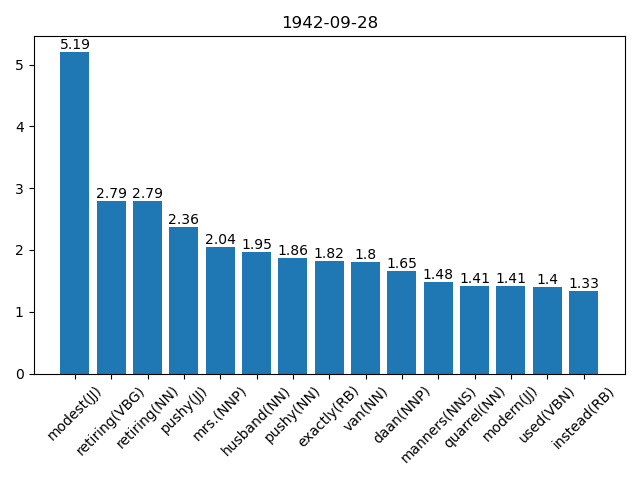 1942-09-28
5
4
3
2
1
0
5.19
2.79
2.79
2.36
2.04
1.95
1.86
1.82
1.8
1.65
1.48
1.41
1.41
1.4
1.33
modest(JJ)
retiring(VBG)
retiring(NN)
pushy(JJ)
mrs.(NNP)
husband(NN)
pushy(NN)
exactly(RB)
van(NN)
daan(NNP)
manners(NNS)
quarrel(NN)
modern(JJ)
used(VBN)
instead(RB)